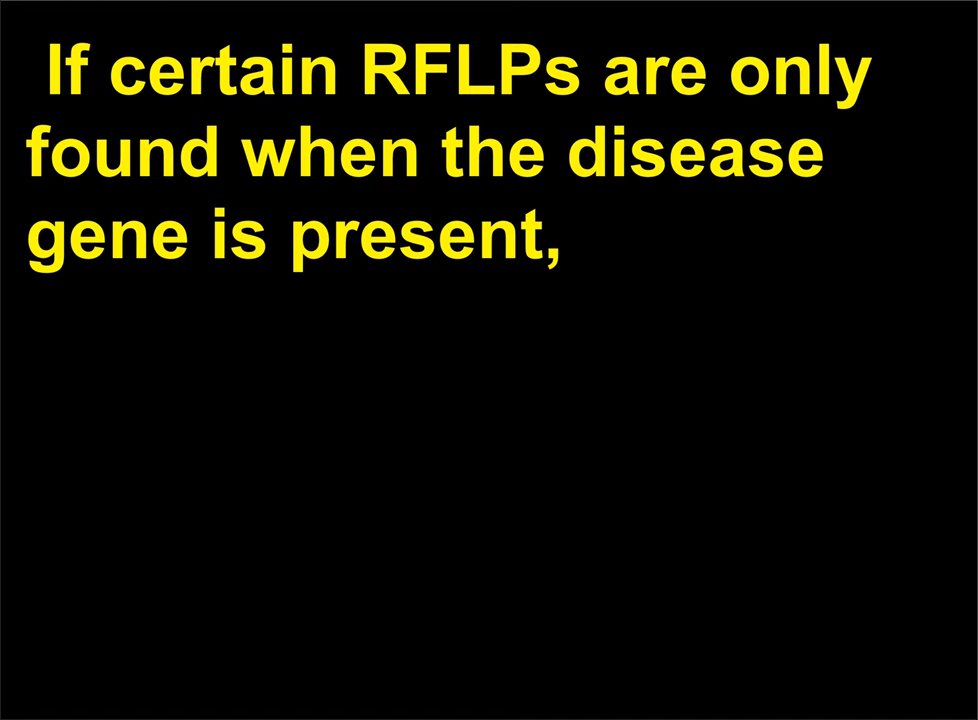 If certain RFLPs are only
found when the disease
gene is present,